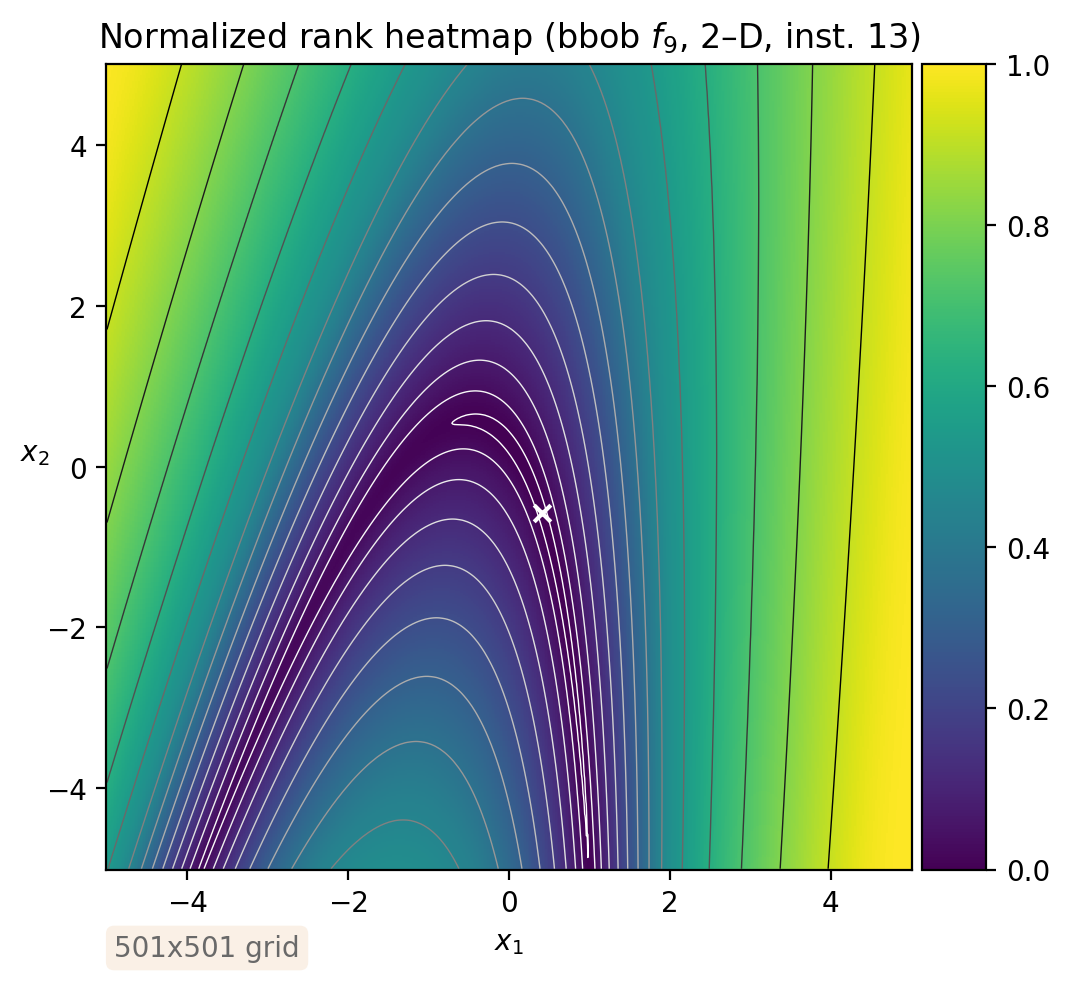 Normalized rank heatmap (bbob f₉, 2–D, inst. 13)
1.0
0.8
0.6
0.4
0.2
0.0
4
2
0
−2
−4
x₂
−4 −2 0 2 4
x₁
501x501 grid